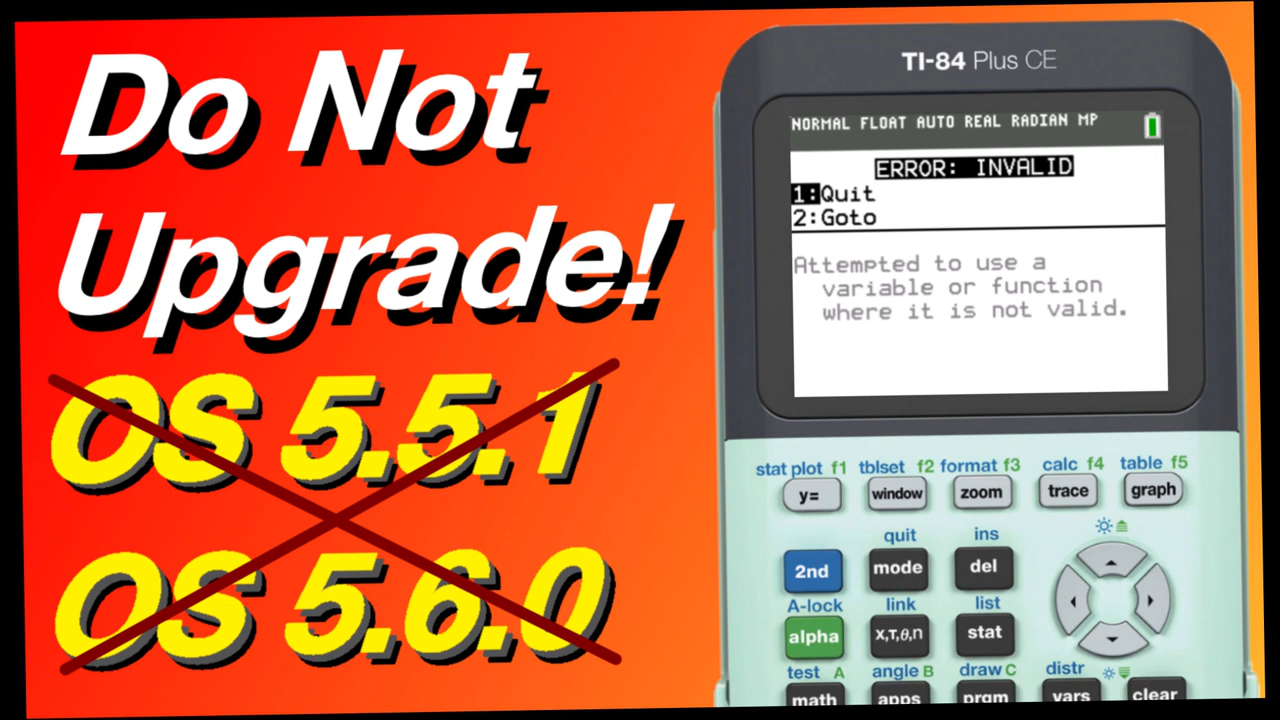 Do Not
Upgrade!
OS 5.5.1
OS 5.6.0
TI-84 Plus CE
NORMAL FLOAT AUTO REAL RADIAN MP
ERROR: INVALID
1:Quit
2:Goto
Attempted to use a
variable or function
where it is not valid.
stat plot f1 tblset f2 format f3 calc f4 table f5
y= window zoom trace graph
quit ins
2nd mode del
A-lock link list
alpha X,T,θ,n stat
test A angle B draw C distr
math apps prgm vars clear